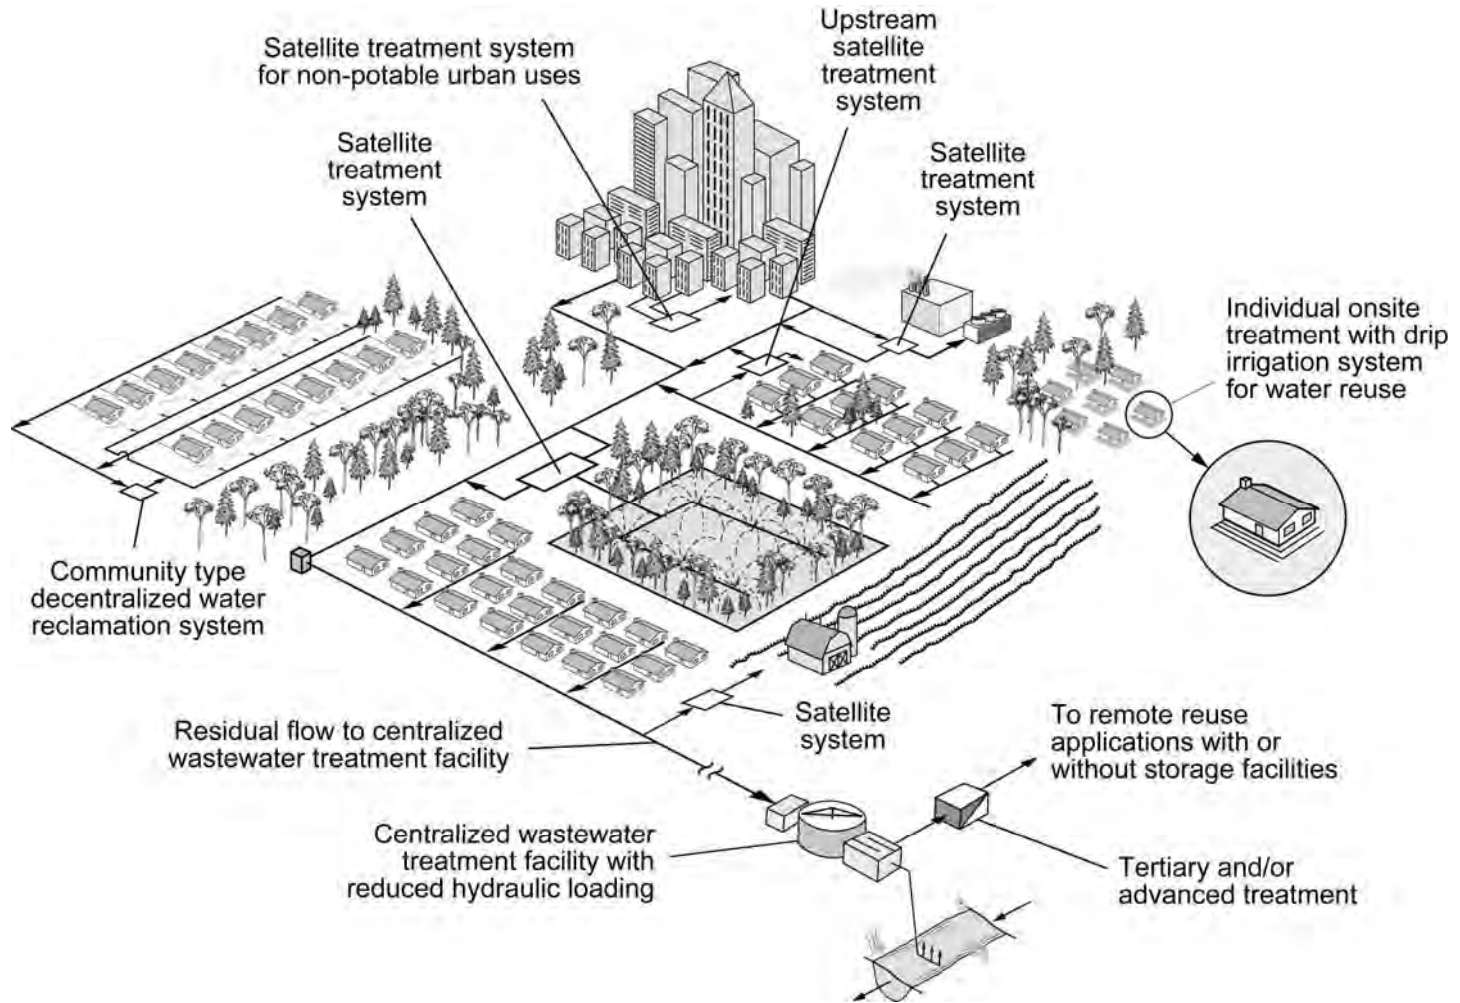 Upstream
satellite
treatment
system
Satellite treatment system
for non-potable urban uses
Satellite
treatment
system
Satellite
treatment
system
Individual onsite
treatment with drip
irrigation system
for water reuse
Community type
decentralized water
reclamation system
Residual flow to centralized
wastewater treatment facility
Satellite
system
To remote reuse
applications with or
without storage facilities
Centralized wastewater
treatment facility with
reduced hydraulic loading
Tertiary and/or
advanced treatment